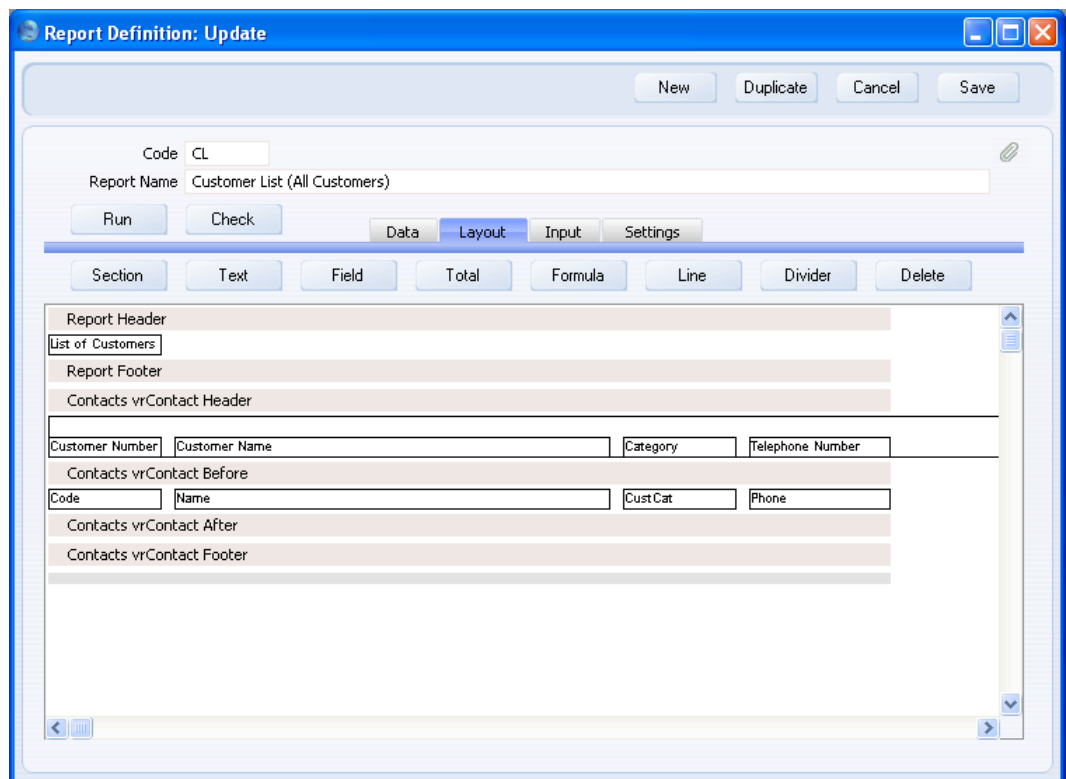 Report Definition: Update
New Duplicate Cancel Save
Code CL
Report Name Customer List (All Customers)
Run Check Data Layout Input Settings
Section Text Field Total Formula Line Divider Delete
Report Header
List of Customers
Report Footer
Contacts vrContact Header
Customer Number Customer Name Category Telephone Number
Contacts vrContact Before
Code Name CustCat Phone
Contacts vrContact After
Contacts vrContact Footer